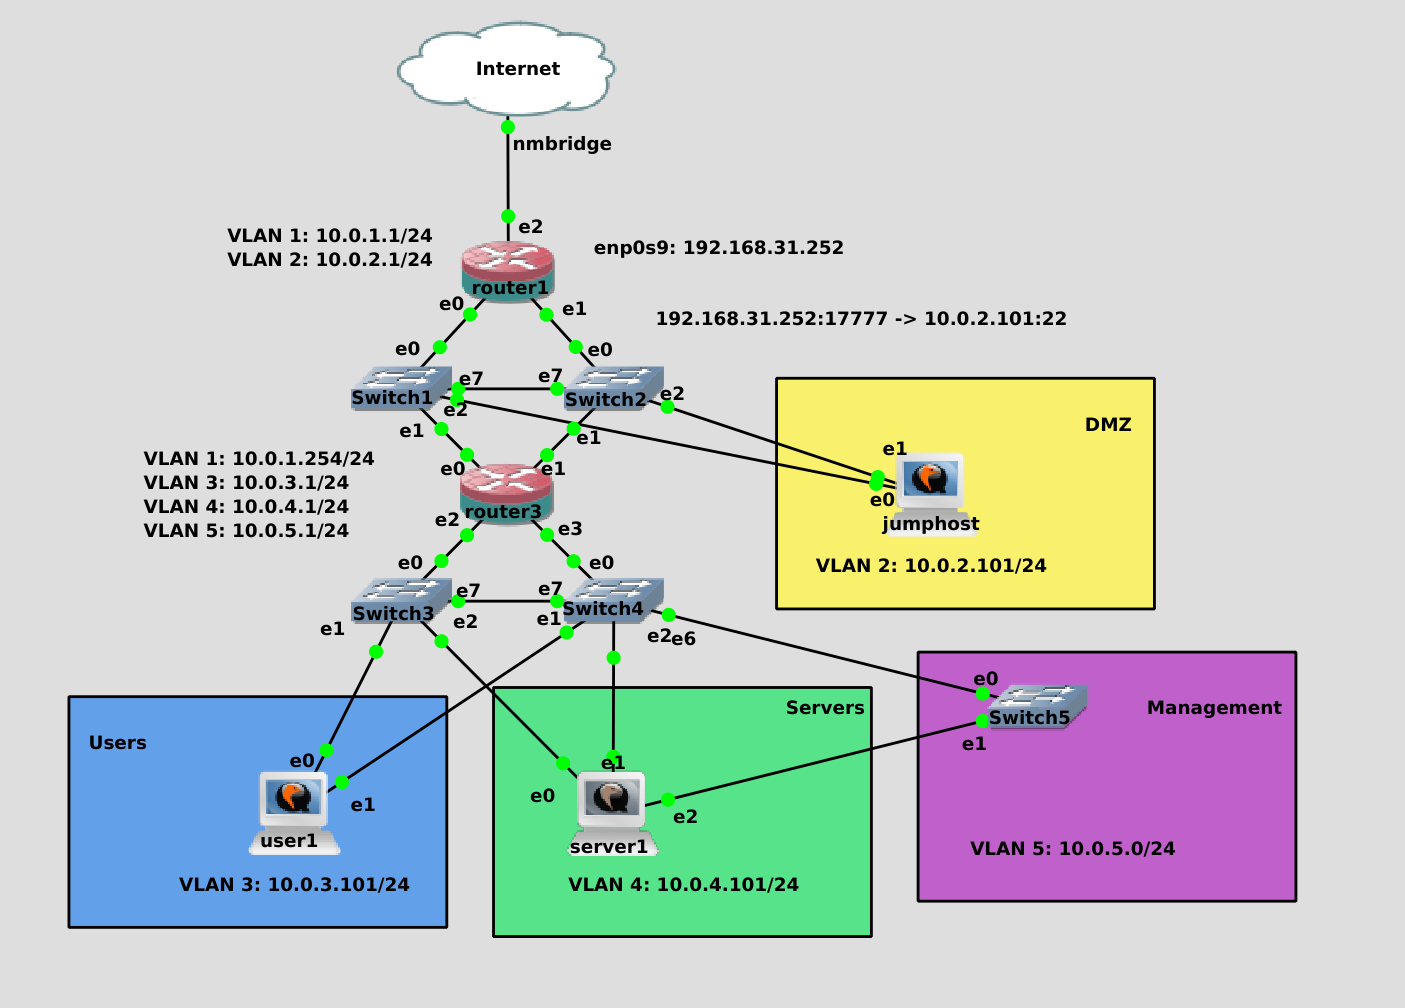 Internet
nmbridge
e2
VLAN 1: 10.0.1.1/24
VLAN 2: 10.0.2.1/24
enp0s9: 192.168.31.252
router1
e0
e1
192.168.31.252:17777 -> 10.0.2.101:22
e0
e0
e7
e7
Switch1
Switch2
e2
e2
e1
e1
DMZ
e1
e0
jumphost
VLAN 2: 10.0.2.101/24
VLAN 1: 10.0.1.254/24
VLAN 3: 10.0.3.1/24
VLAN 4: 10.0.4.1/24
VLAN 5: 10.0.5.1/24
e0
e1
router3
e2
e3
e0
e0
e7
e7
Switch3
Switch4
e1
e2
e1
e2
e6
e0
Switch5
e1
Management
VLAN 5: 10.0.5.0/24
Users
e0
e1
user1
VLAN 3: 10.0.3.101/24
Servers
e1
e0
e2
server1
VLAN 4: 10.0.4.101/24